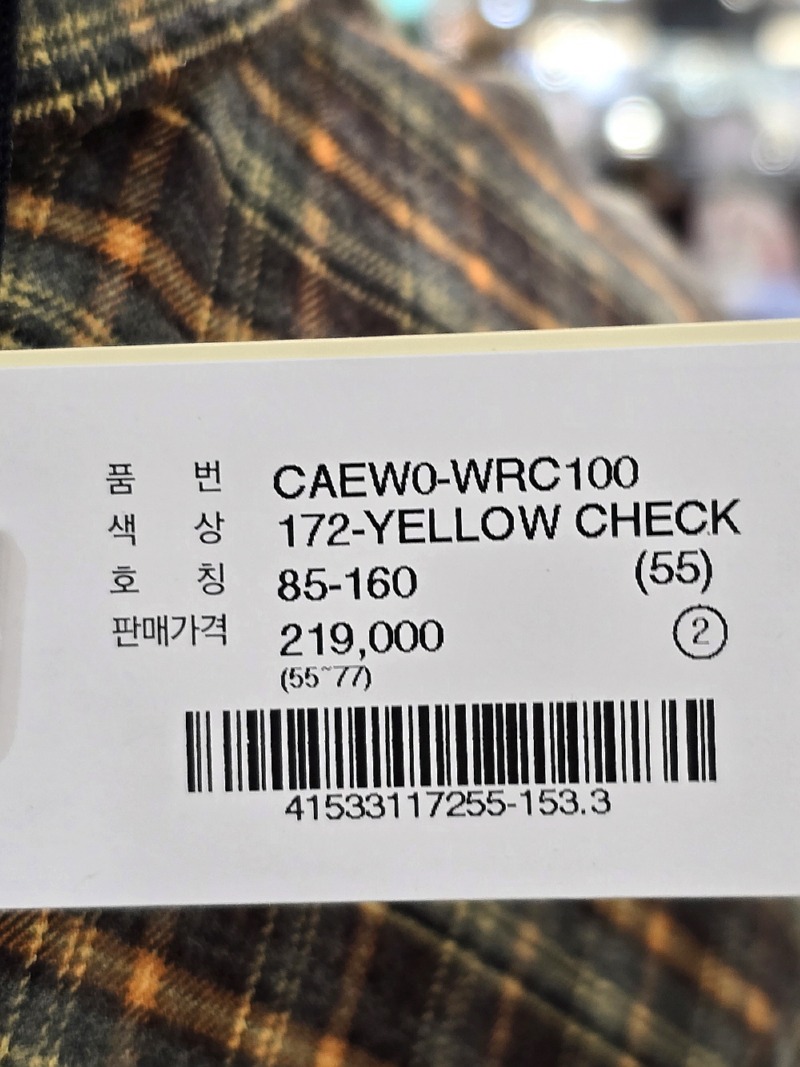 품 번 CAEW0-WRC100
색 상 172-YELLOW CHECK
호 칭 85-160 (55)
판매가격 219,000 ②
(55~77)
41533117255-153.3